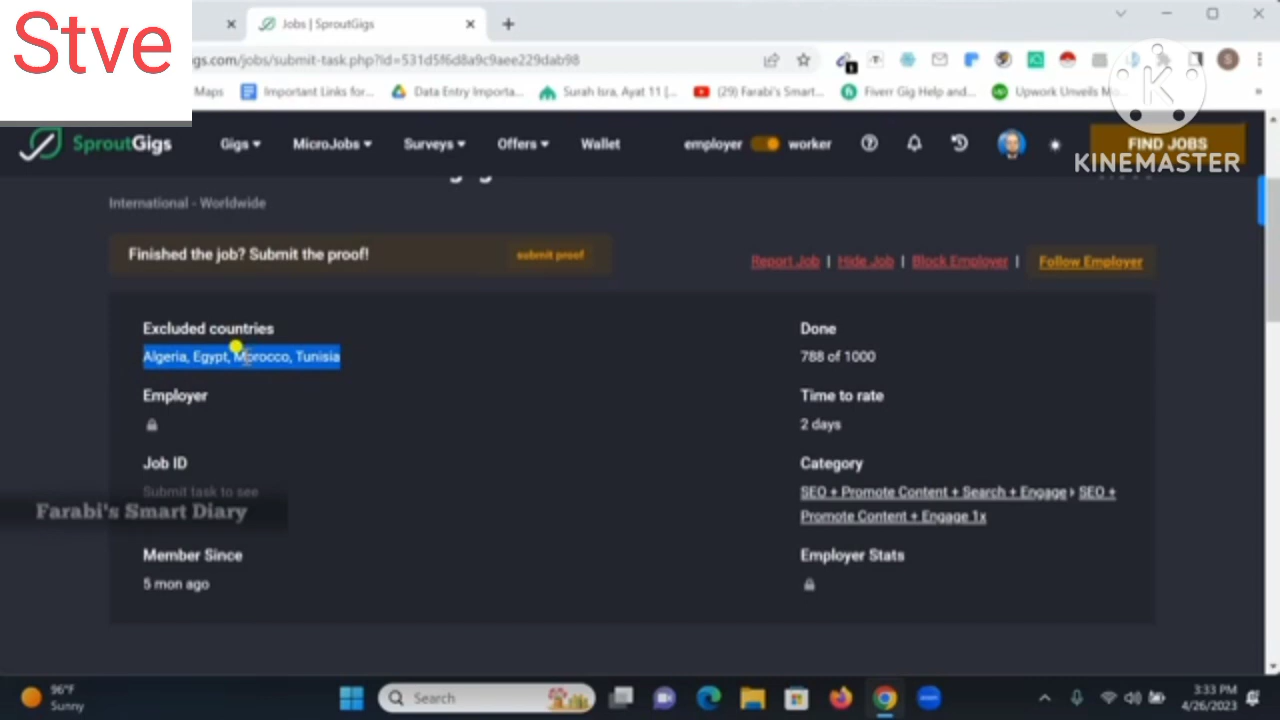 Stve
Jobs | SproutGigs
gs.com/jobs/submit-task.php?id=531d5f6d8a9c9aee229dab98
Maps
Important Links for...
Data Entry Importa...
Surah Isra, Ayat 11 [...
(29) Farabi's Smart...
Fiverr Gig Help and...
Upwork Unveils M
K
KINEMASTER
SproutGigs
Gigs
MicroJobs
Surveys
Offers
Wallet
employer
worker
FIND JOBS
International - Worldwide
Finished the job? Submit the proof!
submit proof
Report Job | Hide Job | Block Employer |
Follow Employer
Excluded countries
Algeria, Egypt, Morocco, Tunisia
Employer
Job ID
Submit task to see
Member Since
5 mon ago
Done
788 of 1000
Time to rate
2 days
Category
SEO + Promote Content + Search + Engage › SEO +
Promote Content + Engage 1x
Employer Stats
Farabi's Smart Diary
96°F
Sunny
Search
3:33 PM
4/26/2023